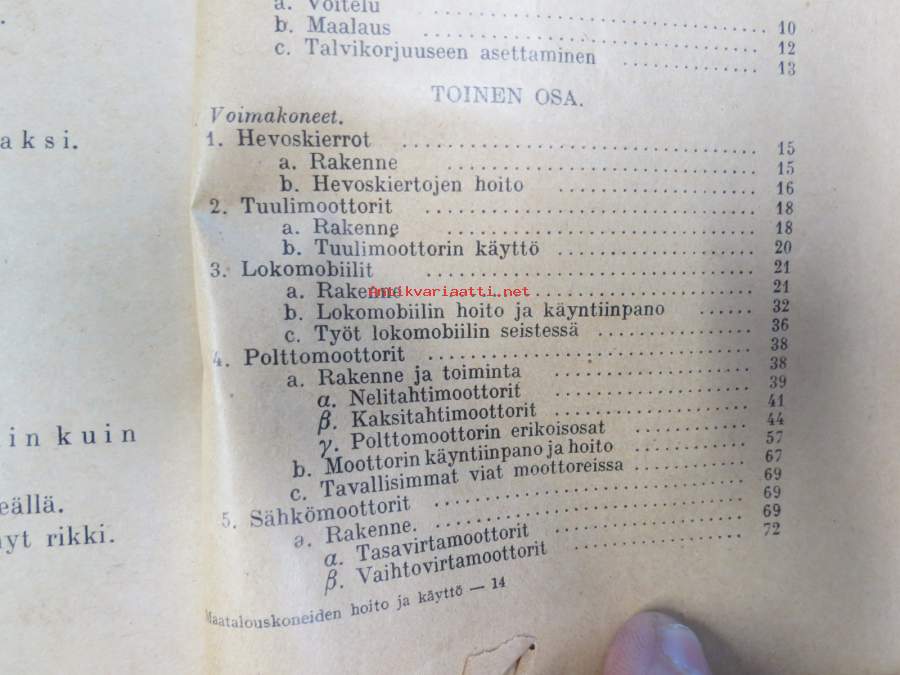 a. Voitelu
b. Maalaus 10
c. Talvikorjuuseen asettaminen 12
13
TOINEN OSA.
Voimakoneet.
1. Hevoskierrot 15
a. Rakenne 15
b. Hevoskiertojen hoito 16
2. Tuulimoottorit 18
a. Rakenne 18
b. Tuulimoottorin käyttö 20
3. Lokomobiilit 21
a. Rakenne 21
b. Lokomobiilin hoito ja käyntiinpano 32
c. Työt lokomobiilin seistessä 36
4. Polttomoottorit 38
a. Rakenne ja toiminta 38
α. Nelitahtimoottorit 39
β. Kaksitahtimoottorit 41
γ. Polttomoottorin erikoisosat 44
b. Moottorin käyntiinpano ja hoito 57
c. Tavallisimmat viat moottoreissa 67
5. Sähkömoottorit 69
a. Rakenne. 69
α. Tasavirtamoottorit 69
β. Vaihtovirtamoottorit 72
Maatalouskoneiden hoito ja käyttö — 14
aksi.
in kuin
eällä.
yt rikki.
Antikvariaatti.net